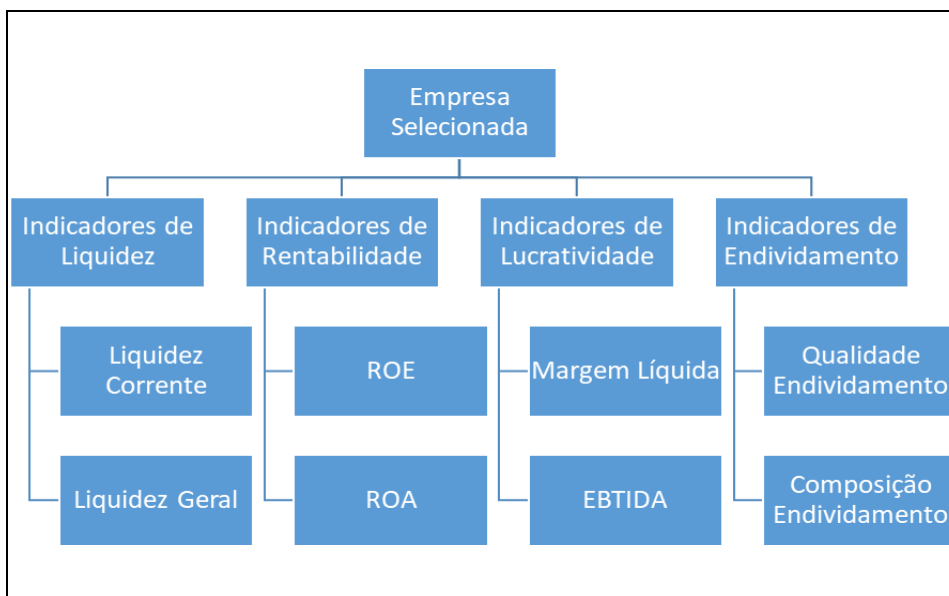 Empresa
Selecionada
Indicadores de
Liquidez
Indicadores de
Rentabilidade
Indicadores de
Lucratividade
Indicadores de
Endividamento
Liquidez
Corrente
ROE
Margem Líquida
Qualidade
Endividamento
Liquidez Geral
ROA
EBTIDA
Composição
Endividamento